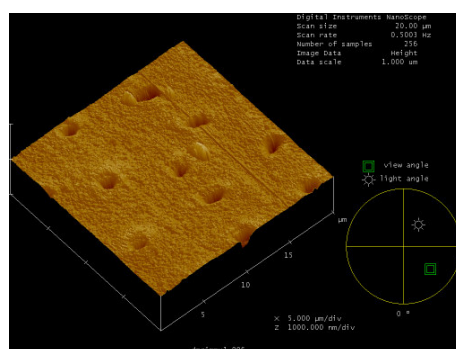 Digital Instruments NanoScope
Scan size 20.00 µm
Scan rate 0.5003 Hz
Number of samples 256
Image Data Height
Data scale 1.000 um
view angle
light angle
µm
15
10
5
X 5.000 µm/div
Z 1000.000 nm/div
0 °